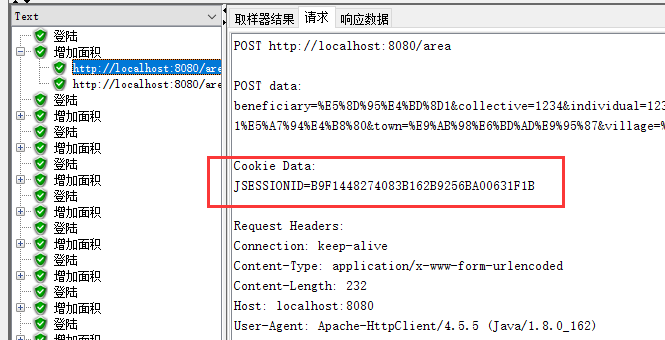 Text
登陆
增加面积
http://localhost:8080/are
http://localhost:8080/are
登陆
增加面积
登陆
增加面积
登陆
增加面积
登陆
增加面积
登陆
增加面积
登陆
增加面积
登陆
增加面积
登陆
增加面积
取样器结果 请求 响应数据
POST http://localhost:8080/area
POST data:
beneficiary=%E5%8D%95%E4%BD%8D1&collective=1234&individual=123
1%E5%A7%94%E4%B8%80&town=%E9%AB%98%E6%BD%AD%E9%95%87&village=%
Cookie Data:
JSESSIONID=B9F1448274083B162B9256BA00631F1B
Request Headers:
Connection: keep-alive
Content-Type: application/x-www-form-urlencoded
Content-Length: 232
Host: localhost:8080
User-Agent: Apache-HttpClient/4.5.5 (Java/1.8.0_162)